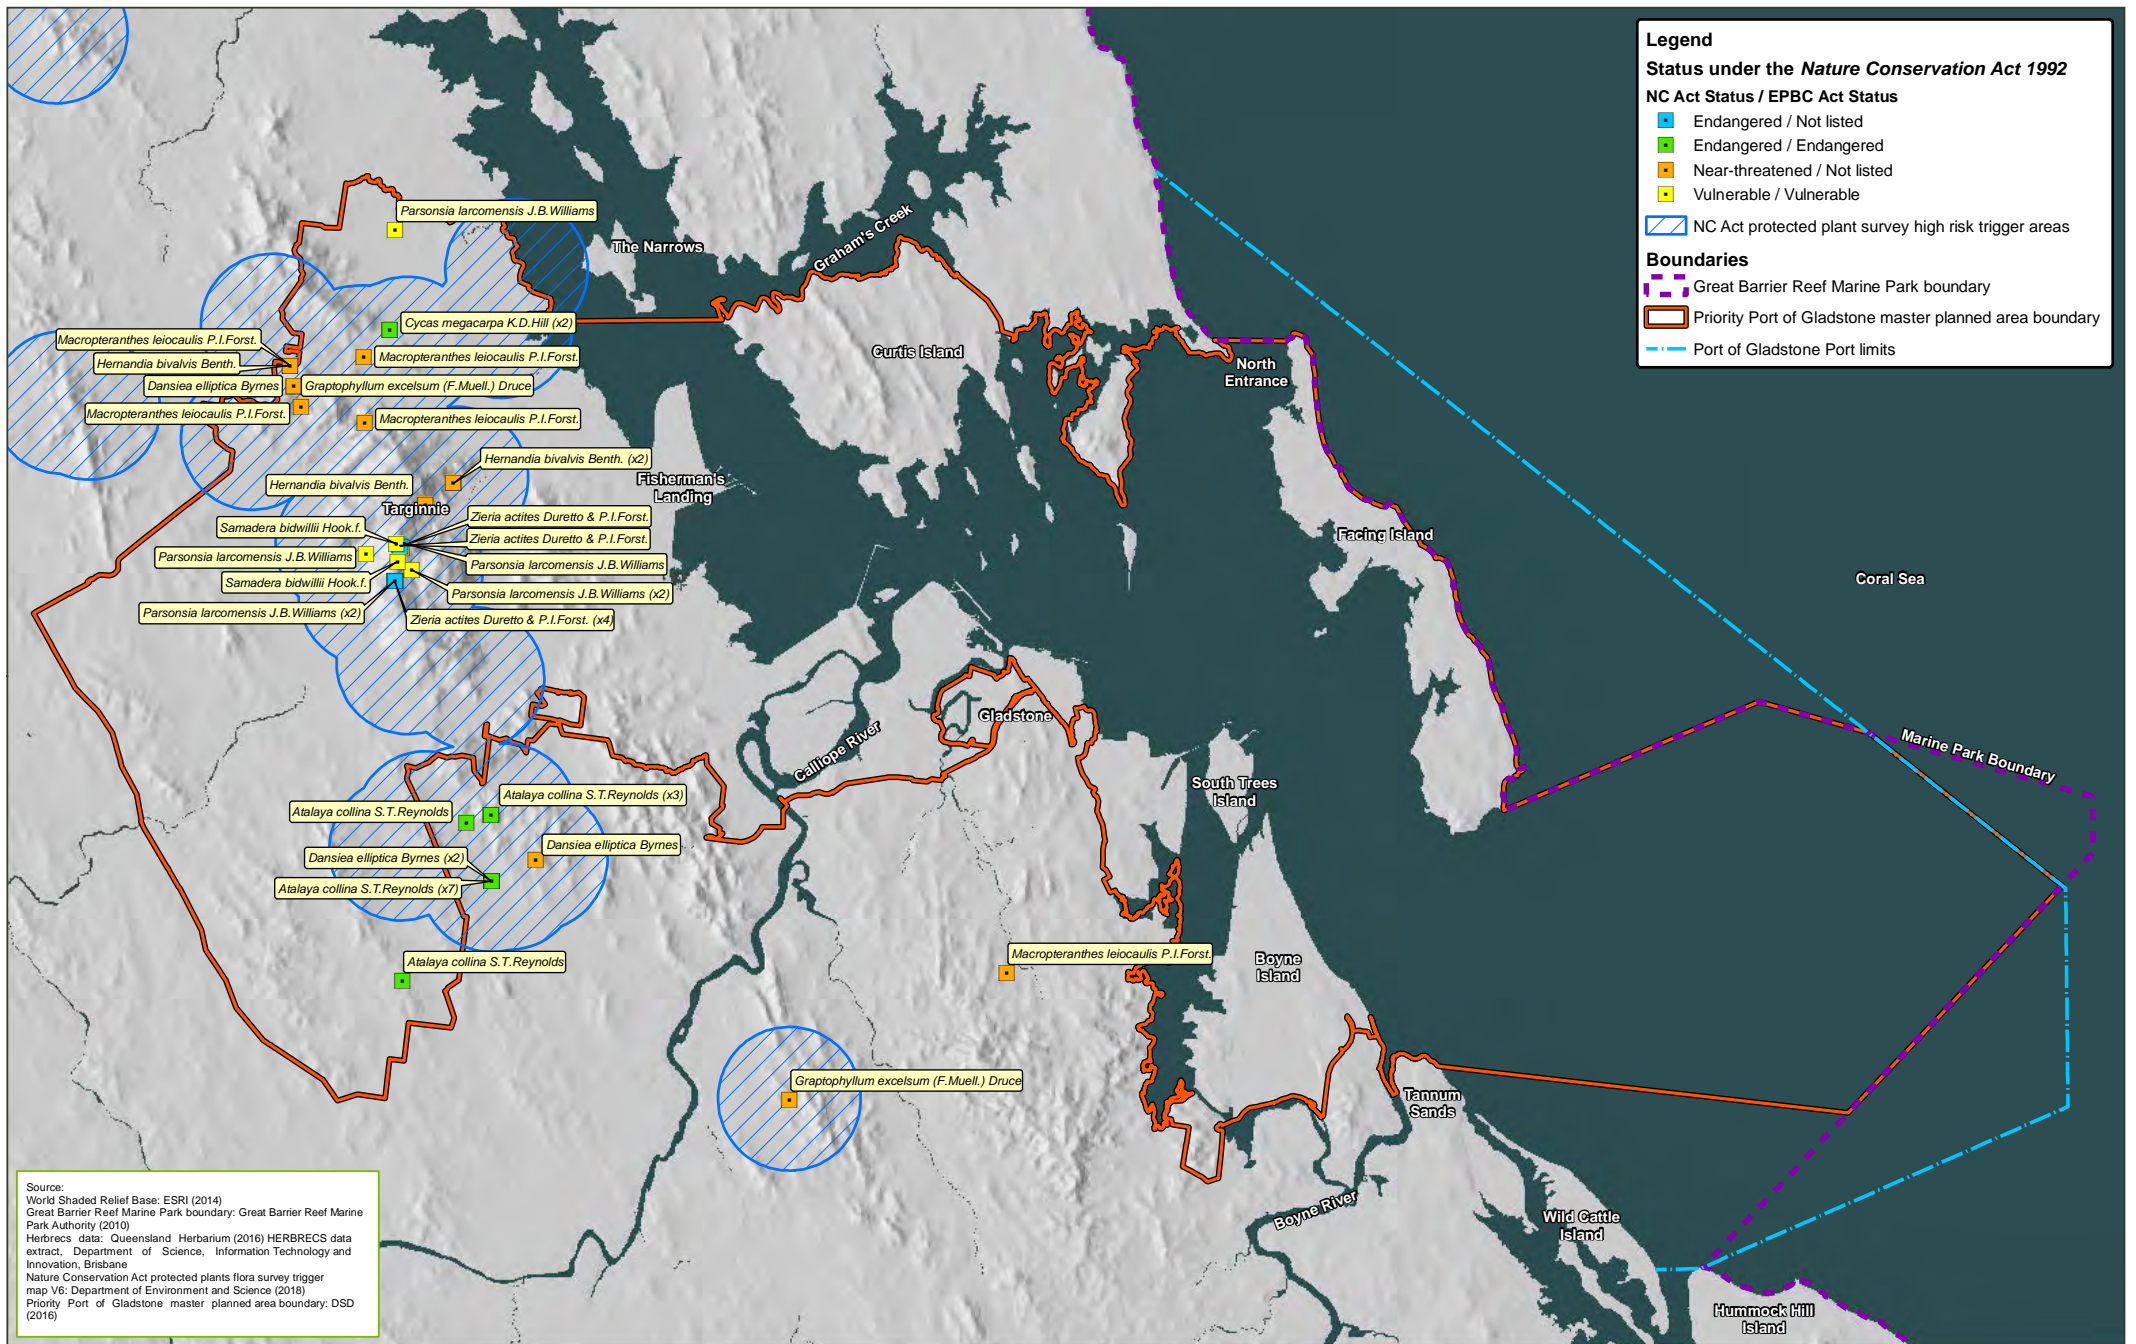 Legend
Status under the Nature Conservation Act 1992
NC Act Status / EPBC Act Status
Endangered / Not listed
Endangered / Endangered
Near-threatened / Not listed
Vulnerable / Vulnerable
NC Act protected plant survey high risk trigger areas
Boundaries
Great Barrier Reef Marine Park boundary
Priority Port of Gladstone master planned area boundary
Port of Gladstone Port limits
Parsonsia larcomensis J.B.Williams
The Narrows
Graham's Creek
Cycas megacarpa K.D.Hill (x2)
Macropteranthes leiocaulis P.I.Forst.
Macropteranthes leiocaulis P.I.Forst.
Hernandia bivalvis Benth.
Curtis Island
North
Entrance
Dansiea elliptica Byrnes
Graptophyllum excelsum (F.Muell.) Druce
Macropteranthes leiocaulis P.I.Forst.
Macropteranthes leiocaulis P.I.Forst.
Hernandia bivalvis Benth. (x2)
Hernandia bivalvis Benth.
Fisherman's
Landing
Targinnie
Zieria actites Duretto & P.I.Forst.
Samadera bidwillii Hook.f.
Zieria actites Duretto & P.I.Forst.
Facing Island
Parsonsia larcomensis J.B.Williams
Parsonsia larcomensis J.B.Williams
Coral Sea
Samadera bidwillii Hook.f.
Parsonsia larcomensis J.B.Williams (x2)
Parsonsia larcomensis J.B.Williams (x2)
Zieria actites Duretto & P.I.Forst. (x4)
Gladstone
Calliope River
Marine Park Boundary
South Trees
Island
Atalaya collina S.T.Reynolds (x3)
Atalaya collina S.T.Reynolds
Dansiea elliptica Byrnes
Dansiea elliptica Byrnes (x2)
Atalaya collina S.T.Reynolds (x7)
Atalaya collina S.T.Reynolds
Macropteranthes leiocaulis P.I.Forst.
Boyne
Island
Graptophyllum excelsum (F.Muell.) Druce
Tannum
Sands
Boyne River
Wild Cattle
Island
Hummock Hill
Island
Source:
World Shaded Relief Base: ESRI (2014)
Great Barrier Reef Marine Park boundary: Great Barrier Reef Marine
Park Authority (2010)
Herbrecs data: Queensland Herbarium (2016) HERBRECS data
extract, Department of Science, Information Technology and
Innovation, Brisbane
Nature Conservation Act protected plants flora survey trigger
map V6: Department of Environment and Science (2018)
Priority Port of Gladstone master planned area boundary: DSD
(2016)